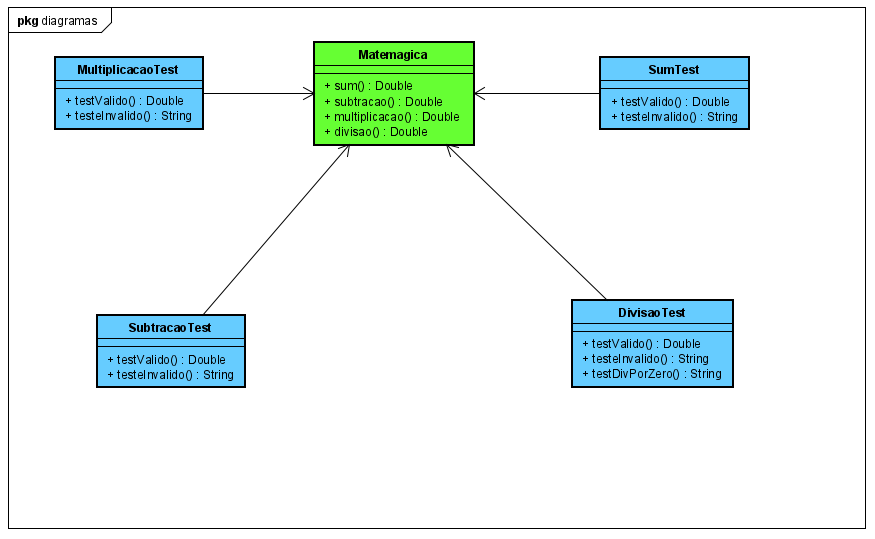 pkg diagramas
MultiplicacaoTest
+ testValido() : Double
+ testeInvalido() : String
Matemagica
+ sum() : Double
+ subtracao() : Double
+ multiplicacao() : Double
+ divisao() : Double
SumTest
+ testValido() : Double
+ testeInvalido() : String
SubtracaoTest
+ testValido() : Double
+ testeInvalido() : String
DivisaoTest
+ testValido() : Double
+ testeInvalido() : String
+ testDivPorZero() : String